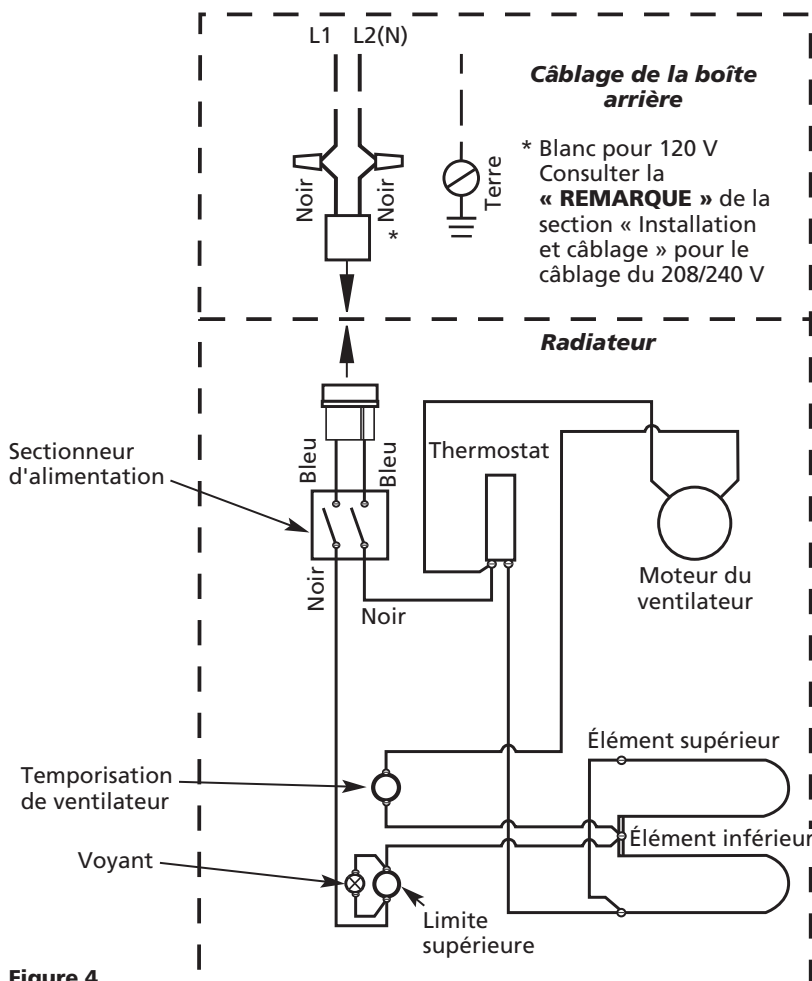 L1 L2(N)
Câblage de la boîte
arrière
* Blanc pour 120 V
Consulter la
« REMARQUE » de la
section « Installation
et câblage » pour le
câblage du 208/240 V
Noir
Noir
*
Terre
Radiateur
Sectionneur
d'alimentation
Bleu
Bleu
Thermostat
Moteur du
ventilateur
Noir
Noir
Élément supérieur
Temporisation
de ventilateur
Élément inférieur
Voyant
Limite
supérieure
Figure 4